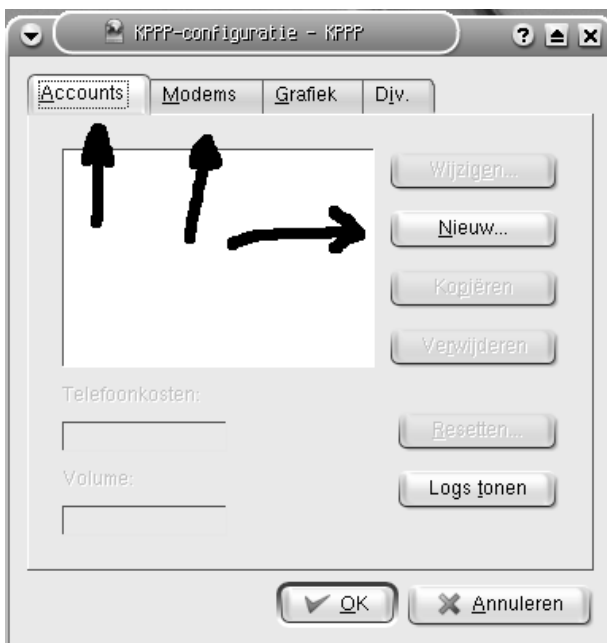 KPPP-configuratie - KPPP
Accounts Modems Grafiek Div.
Wijzigen...
Nieuw...
Kopiëren
Verwijderen
Telefoonkosten:
Resetten...
Volume:
Logs tonen
OK Annuleren